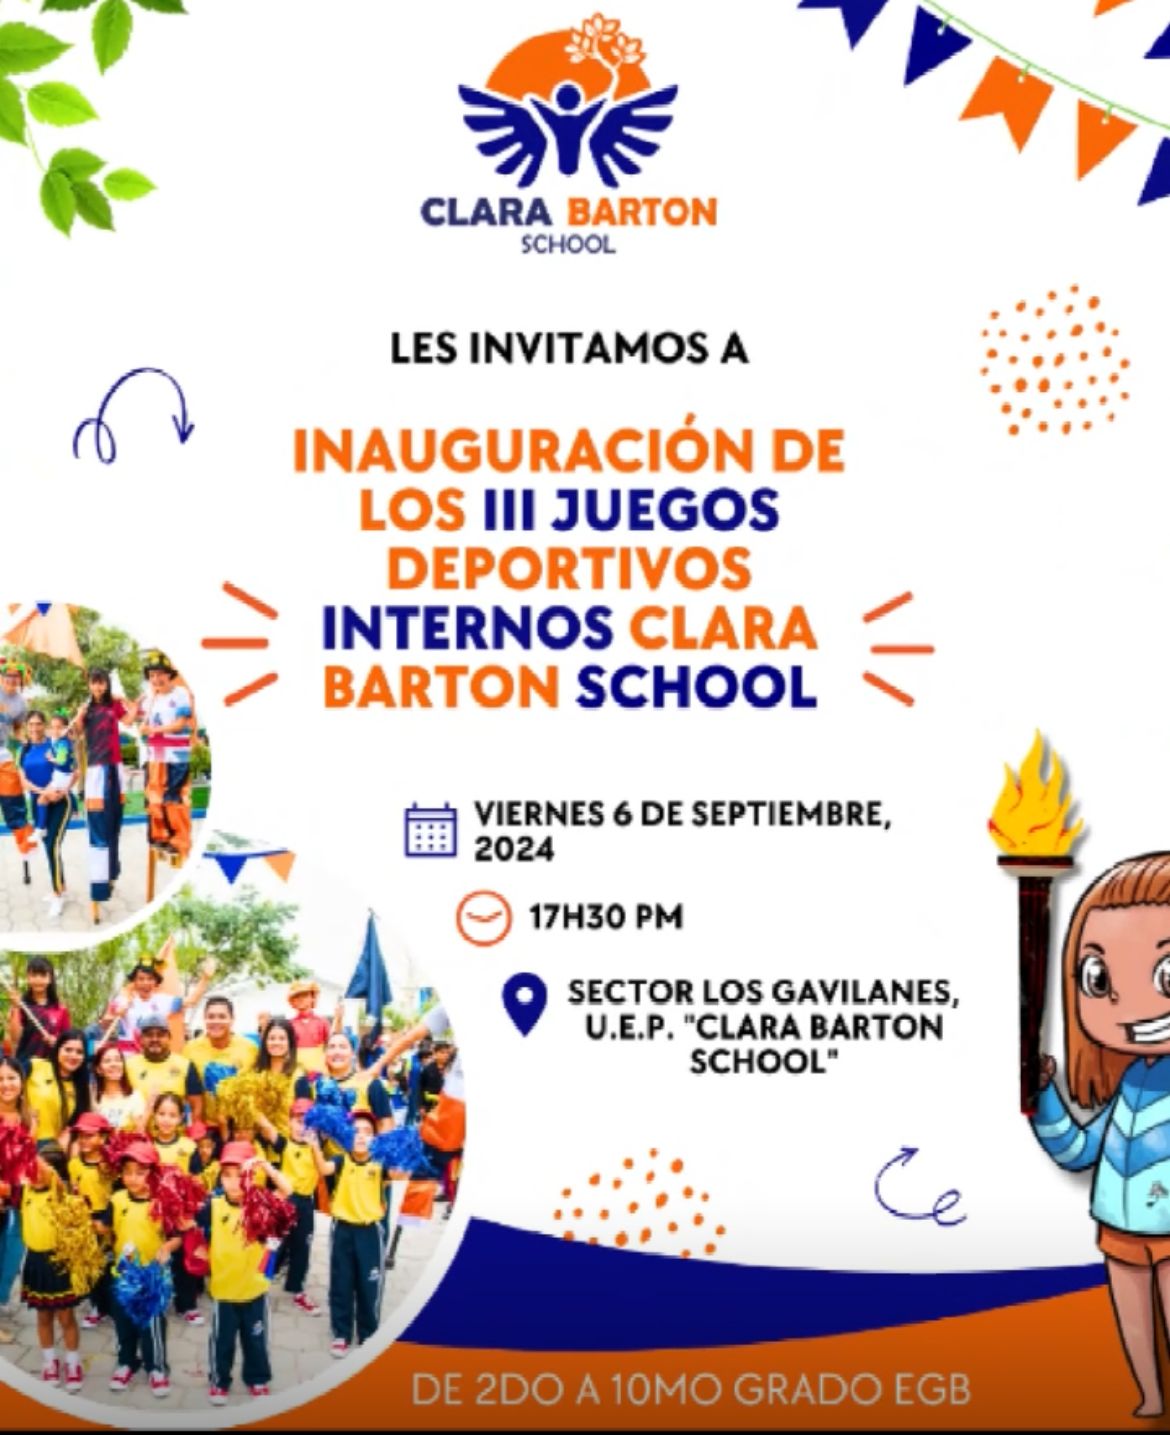 CLARA BARTON
SCHOOL
LES INVITAMOS A
INAUGURACIÓN DE
LOS III JUEGOS
DEPORTIVOS
INTERNOS CLARA
BARTON SCHOOL
VIERNES 6 DE SEPTIEMBRE,
2024
17H30 PM
SECTOR LOS GAVILANES,
U.E.P. "CLARA BARTON
SCHOOL"
DE 2DO A 10MO GRADO EGB